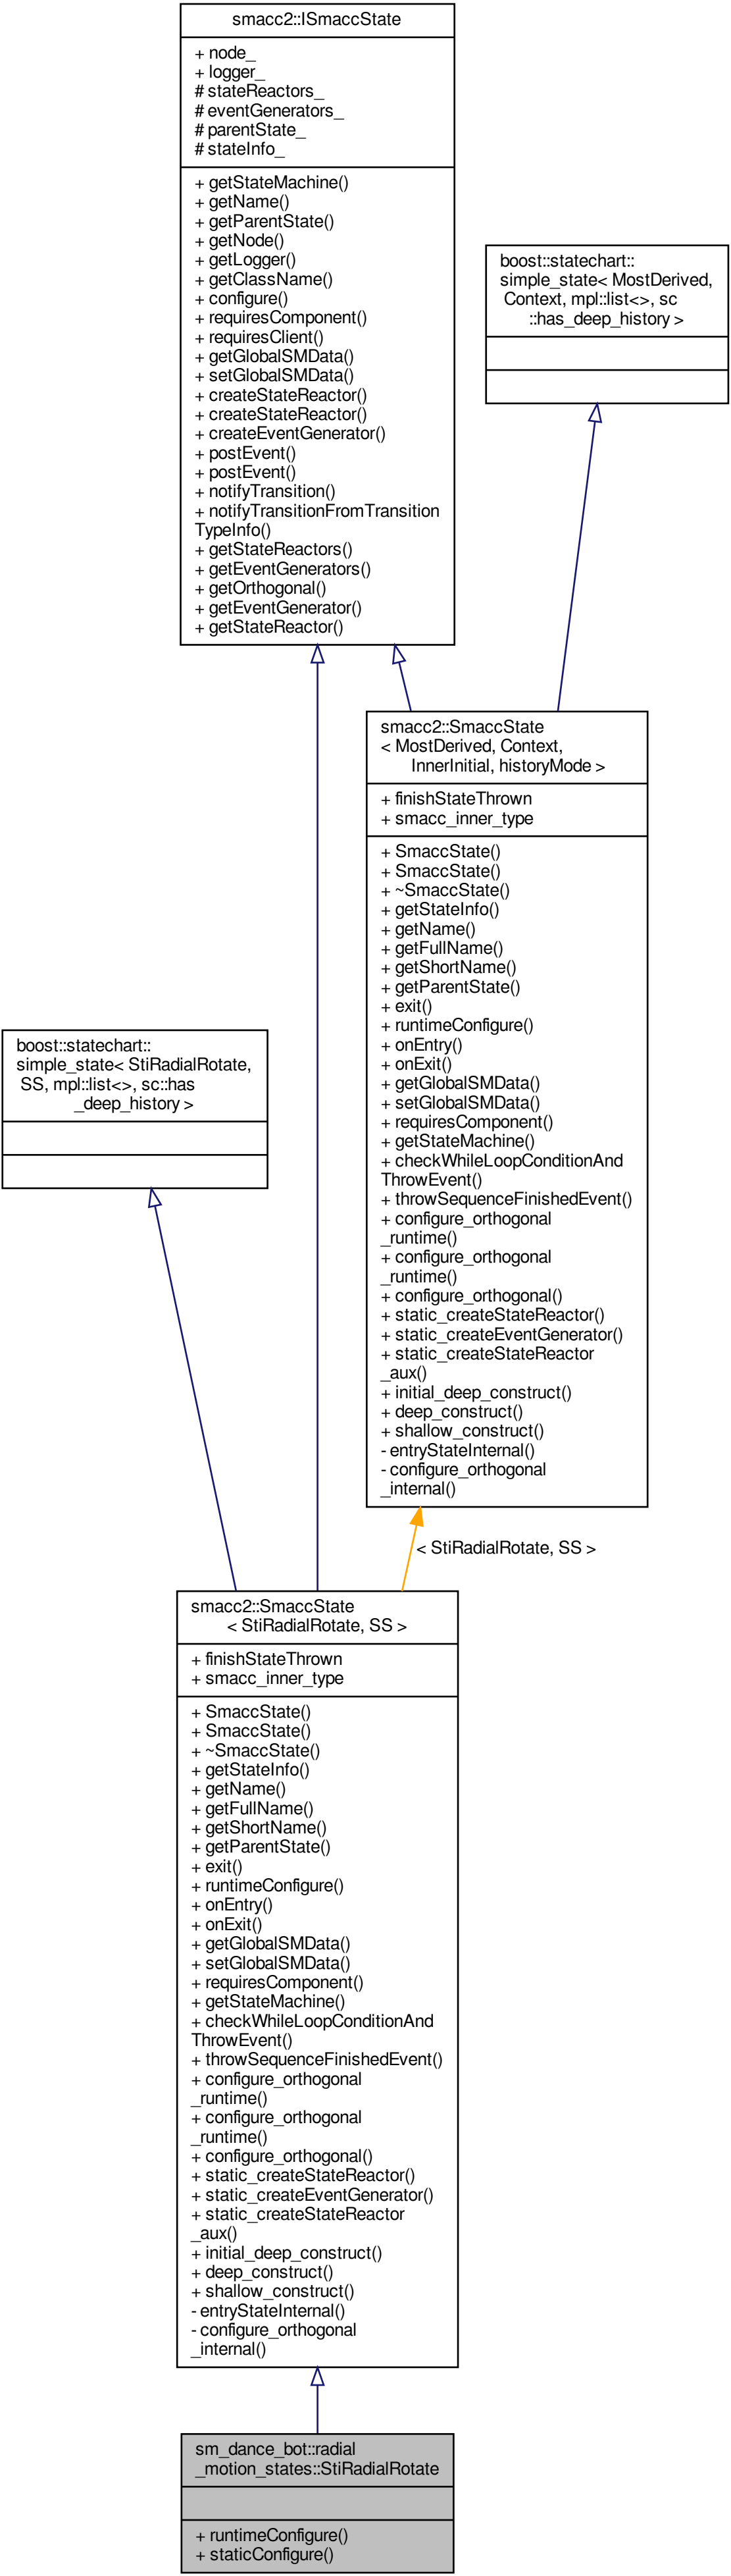 smacc2::ISmaccState
+ node_
+ logger_
# stateReactors_
# eventGenerators_
# parentState_
# stateInfo_
+ getStateMachine()
+ getName()
+ getParentState()
+ getNode()
+ getLogger()
+ getClassName()
+ configure()
+ requiresComponent()
+ requiresClient()
+ getGlobalSMData()
+ setGlobalSMData()
+ createStateReactor()
+ createStateReactor()
+ createEventGenerator()
+ postEvent()
+ postEvent()
+ notifyTransition()
+ notifyTransitionFromTransition
TypeInfo()
+ getStateReactors()
+ getEventGenerators()
+ getOrthogonal()
+ getEventGenerator()
+ getStateReactor()
boost::statechart::
simple_state< MostDerived,
Context, mpl::list<>, sc
::has_deep_history >
smacc2::SmaccState
< MostDerived, Context,
InnerInitial, historyMode >
+ finishStateThrown
+ smacc_inner_type
+ SmaccState()
+ SmaccState()
+ ~SmaccState()
+ getStateInfo()
+ getName()
+ getFullName()
+ getShortName()
+ getParentState()
+ exit()
+ runtimeConfigure()
+ onEntry()
+ onExit()
+ getGlobalSMData()
+ setGlobalSMData()
+ requiresComponent()
+ getStateMachine()
+ checkWhileLoopConditionAnd
ThrowEvent()
+ throwSequenceFinishedEvent()
+ configure_orthogonal
_runtime()
+ configure_orthogonal
_runtime()
+ configure_orthogonal()
+ static_createStateReactor()
+ static_createEventGenerator()
+ static_createStateReactor
_aux()
+ initial_deep_construct()
+ deep_construct()
+ shallow_construct()
- entryStateInternal()
- configure_orthogonal
_internal()
boost::statechart::
simple_state< StiRadialRotate,
SS, mpl::list<>, sc::has
_deep_history >
< StiRadialRotate, SS >
smacc2::SmaccState
< StiRadialRotate, SS >
+ finishStateThrown
+ smacc_inner_type
+ SmaccState()
+ SmaccState()
+ ~SmaccState()
+ getStateInfo()
+ getName()
+ getFullName()
+ getShortName()
+ getParentState()
+ exit()
+ runtimeConfigure()
+ onEntry()
+ onExit()
+ getGlobalSMData()
+ setGlobalSMData()
+ requiresComponent()
+ getStateMachine()
+ checkWhileLoopConditionAnd
ThrowEvent()
+ throwSequenceFinishedEvent()
+ configure_orthogonal
_runtime()
+ configure_orthogonal
_runtime()
+ configure_orthogonal()
+ static_createStateReactor()
+ static_createEventGenerator()
+ static_createStateReactor
_aux()
+ initial_deep_construct()
+ deep_construct()
+ shallow_construct()
- entryStateInternal()
- configure_orthogonal
_internal()
sm_dance_bot::radial
_motion_states::StiRadialRotate
+ runtimeConfigure()
+ staticConfigure()